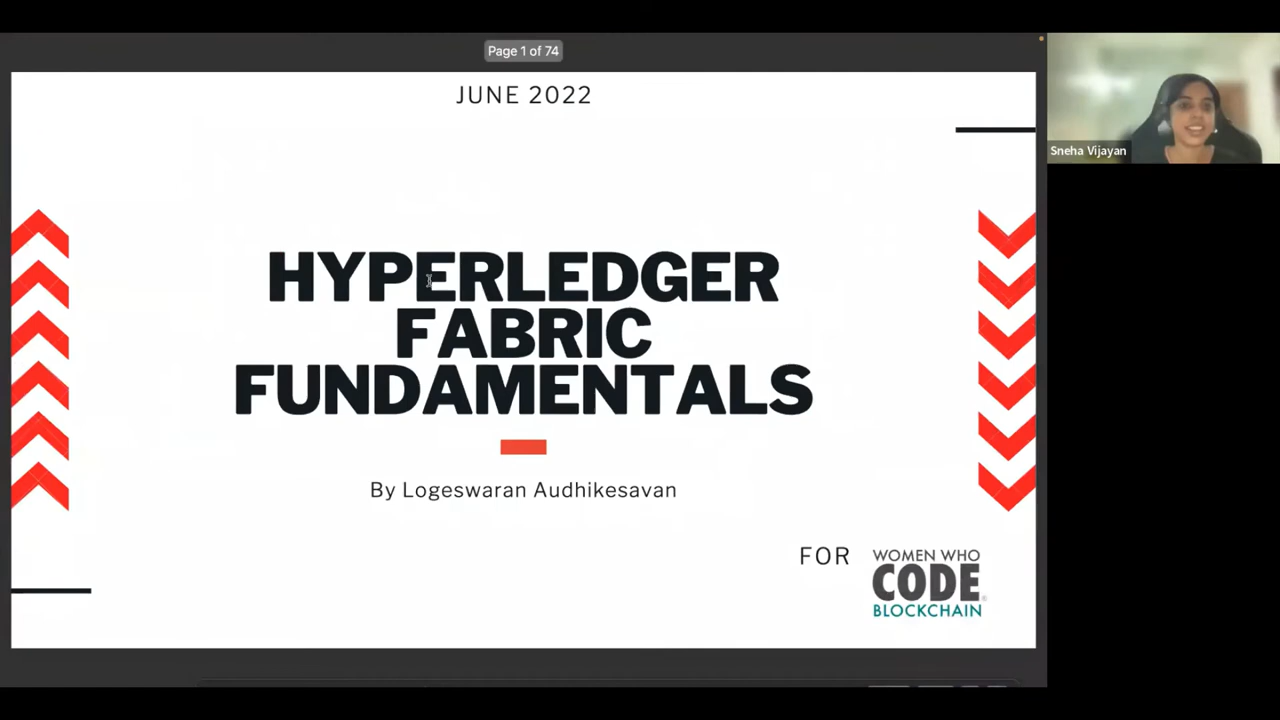 Page 1 of 74
JUNE 2022
Sneha Vijayan
HYPERLEDGER
FABRIC
FUNDAMENTALS
By Logeswaran Audhikesavan
FOR
WOMEN WHO
CODE
BLOCKCHAIN